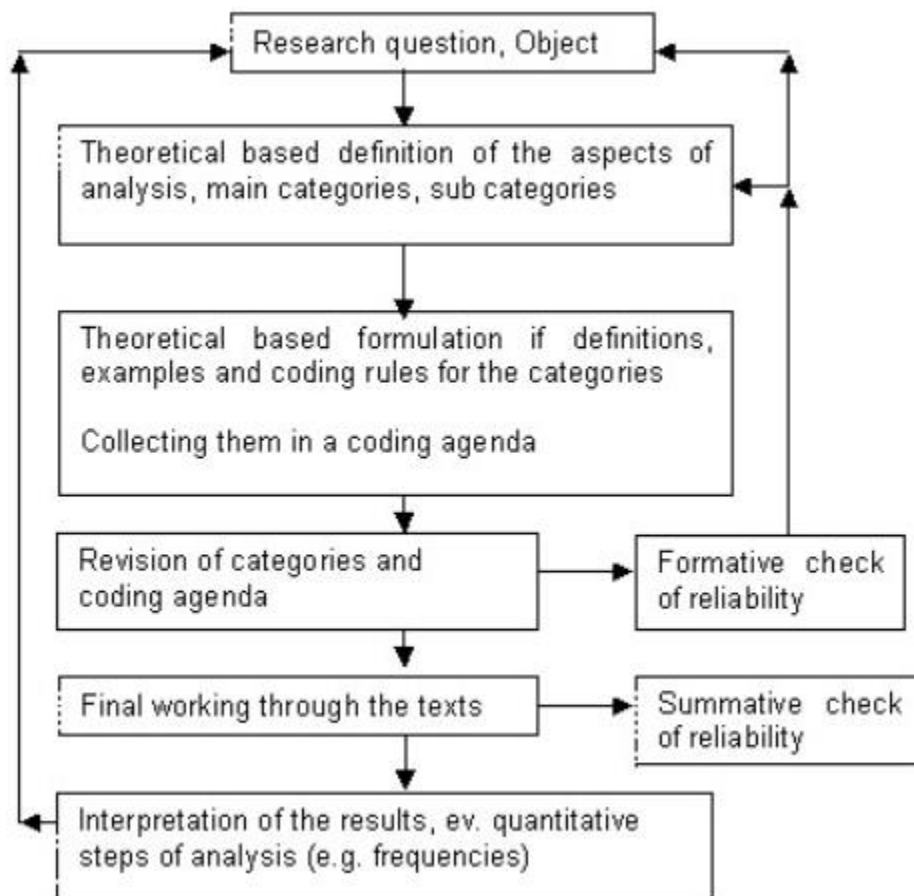 Research question, Object
Theoretical based definition of the aspects of
analysis, main categories, sub categories
Theoretical based formulation if definitions,
examples and coding rules for the categories
Collecting them in a coding agenda
Revision of categories and
coding agenda
Formative check
of reliability
Final working through the texts
Summative check
of reliability
Interpretation of the results, ev. quantitative
steps of analysis (e.g. frequencies)